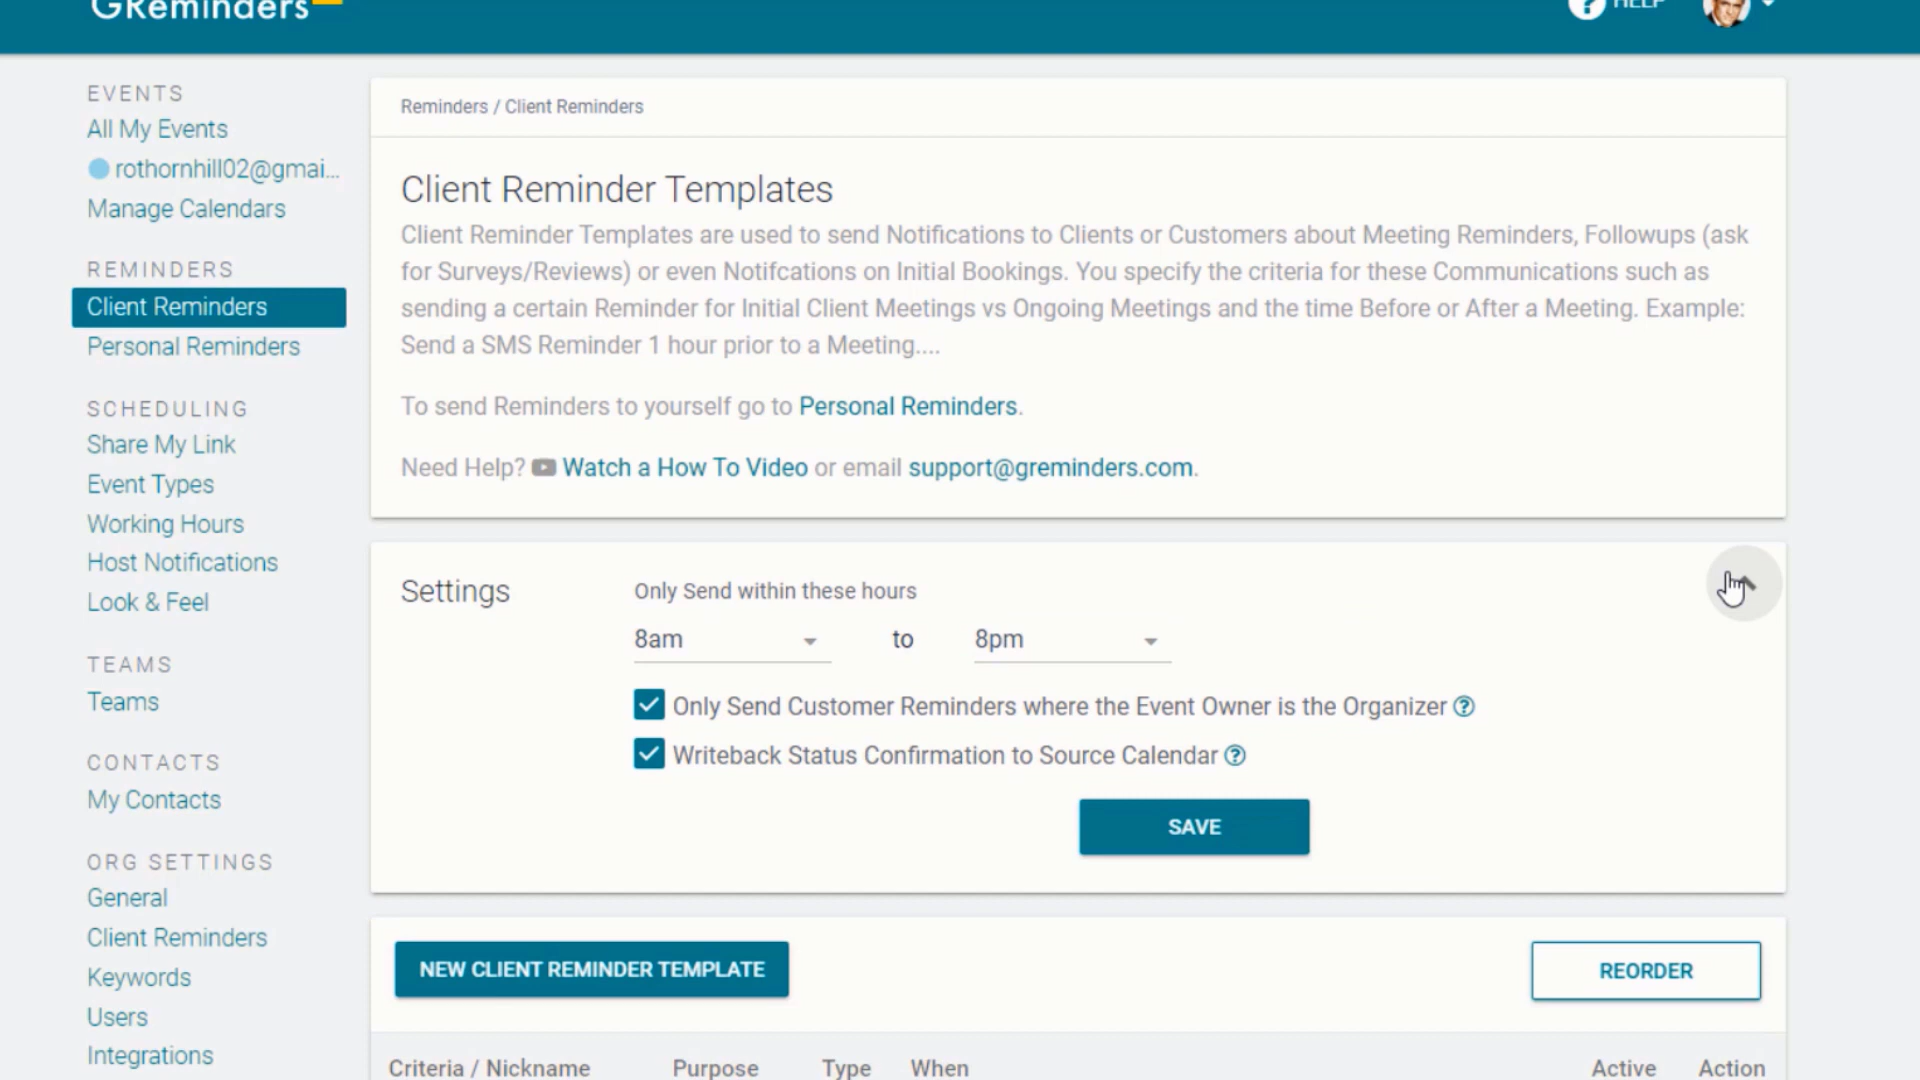 GReminders
HELP
EVENTS
All My Events
rothornhill02@gmai...
Manage Calendars
REMINDERS
Client Reminders
Personal Reminders
SCHEDULING
Share My Link
Event Types
Working Hours
Host Notifications
Look & Feel
TEAMS
Teams
CONTACTS
My Contacts
ORG SETTINGS
General
Client Reminders
Keywords
Users
Integrations
Reminders / Client Reminders
Client Reminder Templates
Client Reminder Templates are used to send Notifications to Clients or Customers about Meeting Reminders, Followups (ask
for Surveys/Reviews) or even Notifcations on Initial Bookings. You specify the criteria for these Communications such as
sending a certain Reminder for Initial Client Meetings vs Ongoing Meetings and the time Before or After a Meeting. Example:
Send a SMS Reminder 1 hour prior to a Meeting....
To send Reminders to yourself go to Personal Reminders.
Need Help? Watch a How To Video or email support@greminders.com.
Settings
Only Send within these hours
8am to 8pm
Only Send Customer Reminders where the Event Owner is the Organizer
Writeback Status Confirmation to Source Calendar
SAVE
NEW CLIENT REMINDER TEMPLATE
REORDER
Criteria / Nickname Purpose Type When Active Action